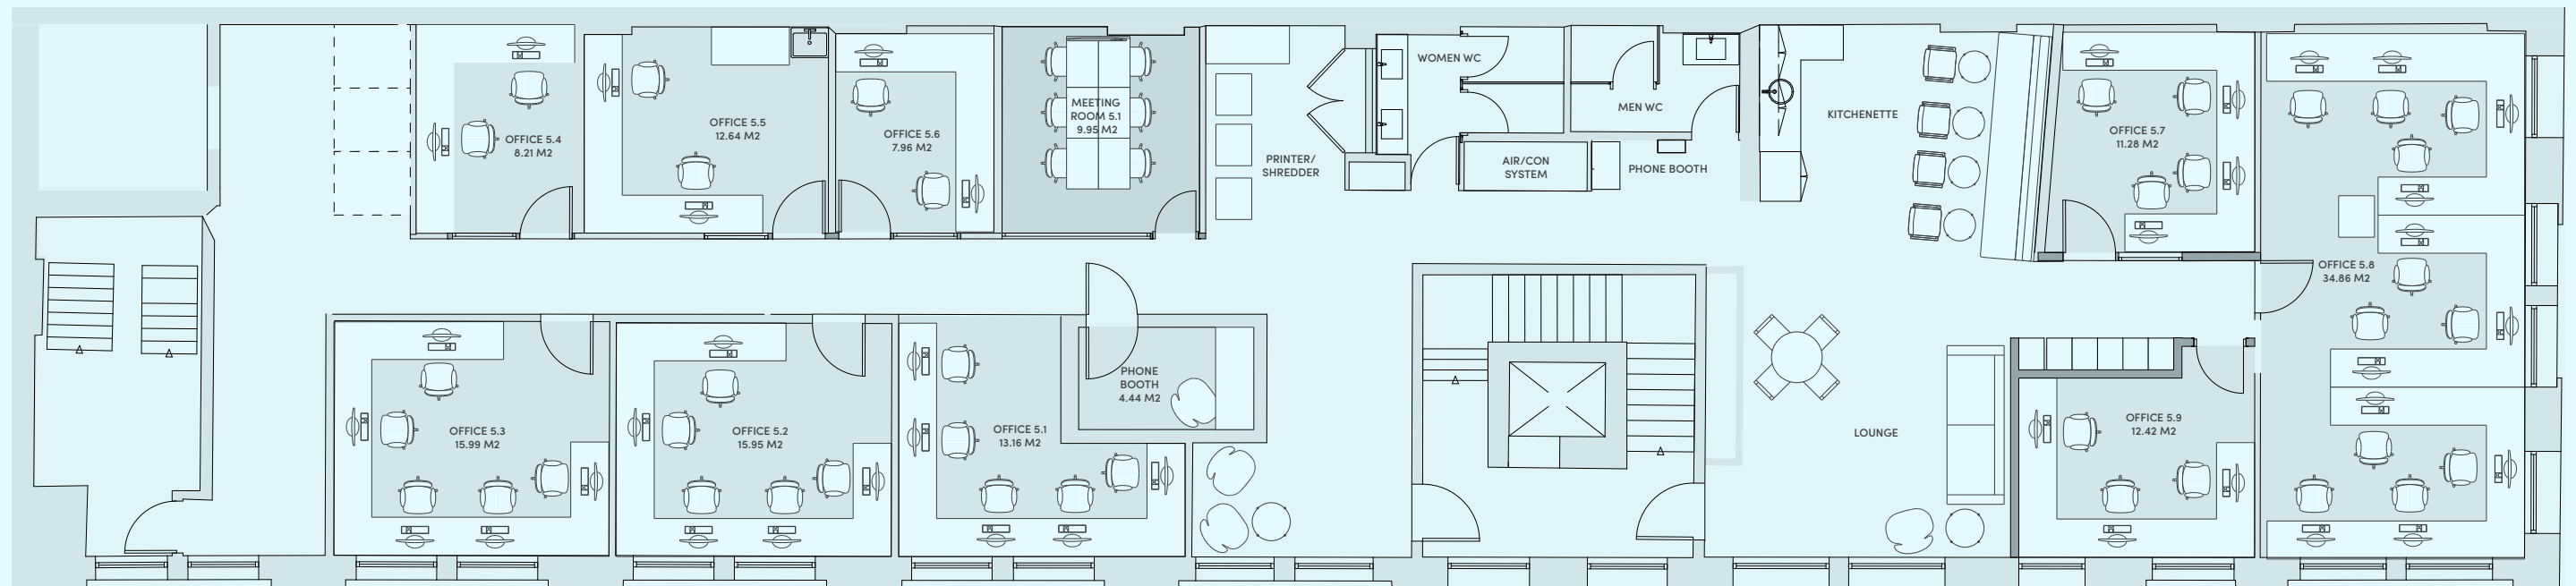 OFFICE 5.4
8.21 M2
OFFICE 5.5
12.64 M2
OFFICE 5.6
7.96 M2
MEETING
ROOM 5.1
9.95 M2
PRINTER/
SHREDDER
WOMEN WC
AIR/CON
SYSTEM
MEN WC
PHONE BOOTH
KITCHENETTE
OFFICE 5.7
11.28 M2
OFFICE 5.8
34.86 M2
OFFICE 5.3
15.99 M2
OFFICE 5.2
15.95 M2
OFFICE 5.1
13.16 M2
PHONE
BOOTH
4.44 M2
LOUNGE
OFFICE 5.9
12.42 M2